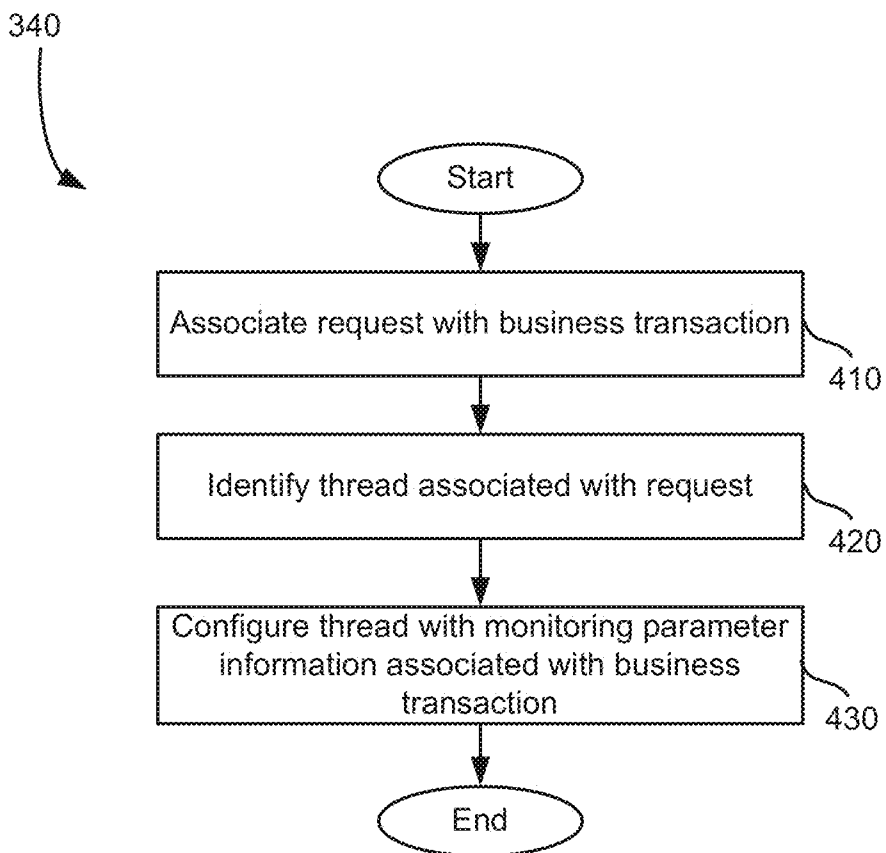 340
Start
Associate request with business transaction
410
Identify thread associated with request
420
Configure thread with monitoring parameter
information associated with business
transaction
430
End